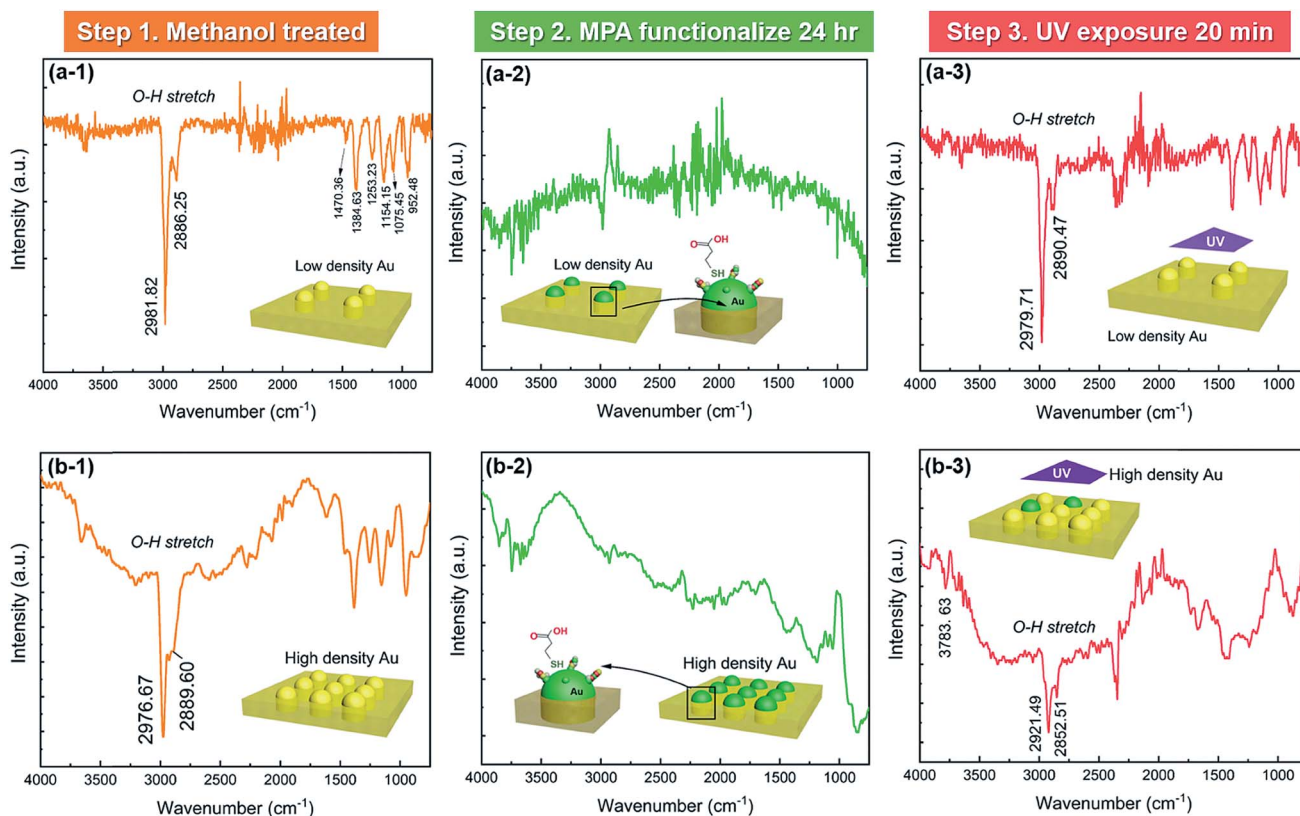 Step 1. Methanol treated
Step 2. MPA functionalize 24 hr
Step 3. UV exposure 20 min
(a-1)
O-H stretch
2981.82
2886.25
1470.36
1384.63
1253.23
1154.15
1075.45
952.48
Low density Au
Intensity (a.u.)
4000 3500 3000 2500 2000 1500 1000
Wavenumber (cm⁻¹)
(a-2)
Low density Au
O
OH
SH
Au
Intensity (a.u.)
4000 3500 3000 2500 2000 1500 1000
Wavenumber (cm⁻¹)
(a-3)
O-H stretch
2979.71
2890.47
UV
Low density Au
Intensity (a.u.)
4000 3500 3000 2500 2000 1500 1000
Wavenumber (cm⁻¹)
(b-1)
O-H stretch
2976.67
2889.60
High density Au
Intensity (a.u.)
4000 3500 3000 2500 2000 1500 1000
Wavenumber (cm⁻¹)
(b-2)
O
OH
SH
Au
High density Au
Intensity (a.u.)
4000 3500 3000 2500 2000 1500 1000
Wavenumber (cm⁻¹)
(b-3)
UV
High density Au
3783. 63
O-H stretch
2921.49
2852.51
Intensity (a.u.)
4000 3500 3000 2500 2000 1500 1000
Wavenumber (cm⁻¹)